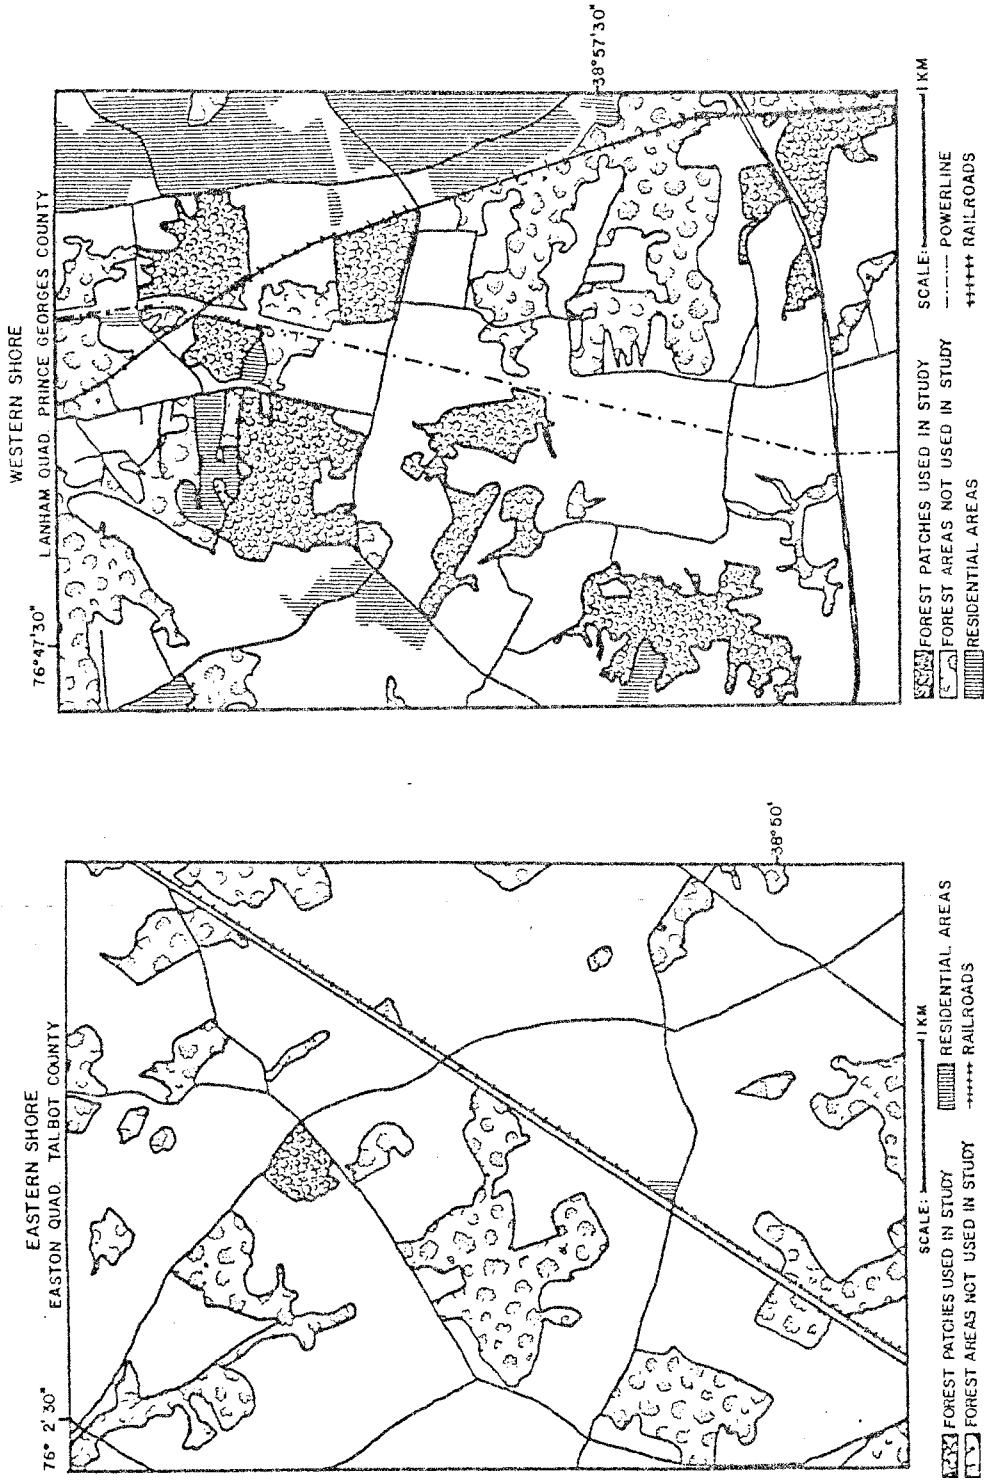 EASTERN SHORE
EASTON QUAD. TALBOT COUNTY
76° 2' 30"
38° 50'
SCALE: 1 KM
FOREST PATCHES USED IN STUDY
RESIDENTIAL AREAS
FOREST AREAS NOT USED IN STUDY
RAILROADS
WESTERN SHORE
LANHAM QUAD. PRINCE GEORGES COUNTY
76° 47' 30"
38° 57' 30"
FOREST PATCHES USED IN STUDY
SCALE: 1 KM
FOREST AREAS NOT USED IN STUDY
POWERLINE
RESIDENTIAL AREAS
RAILROADS